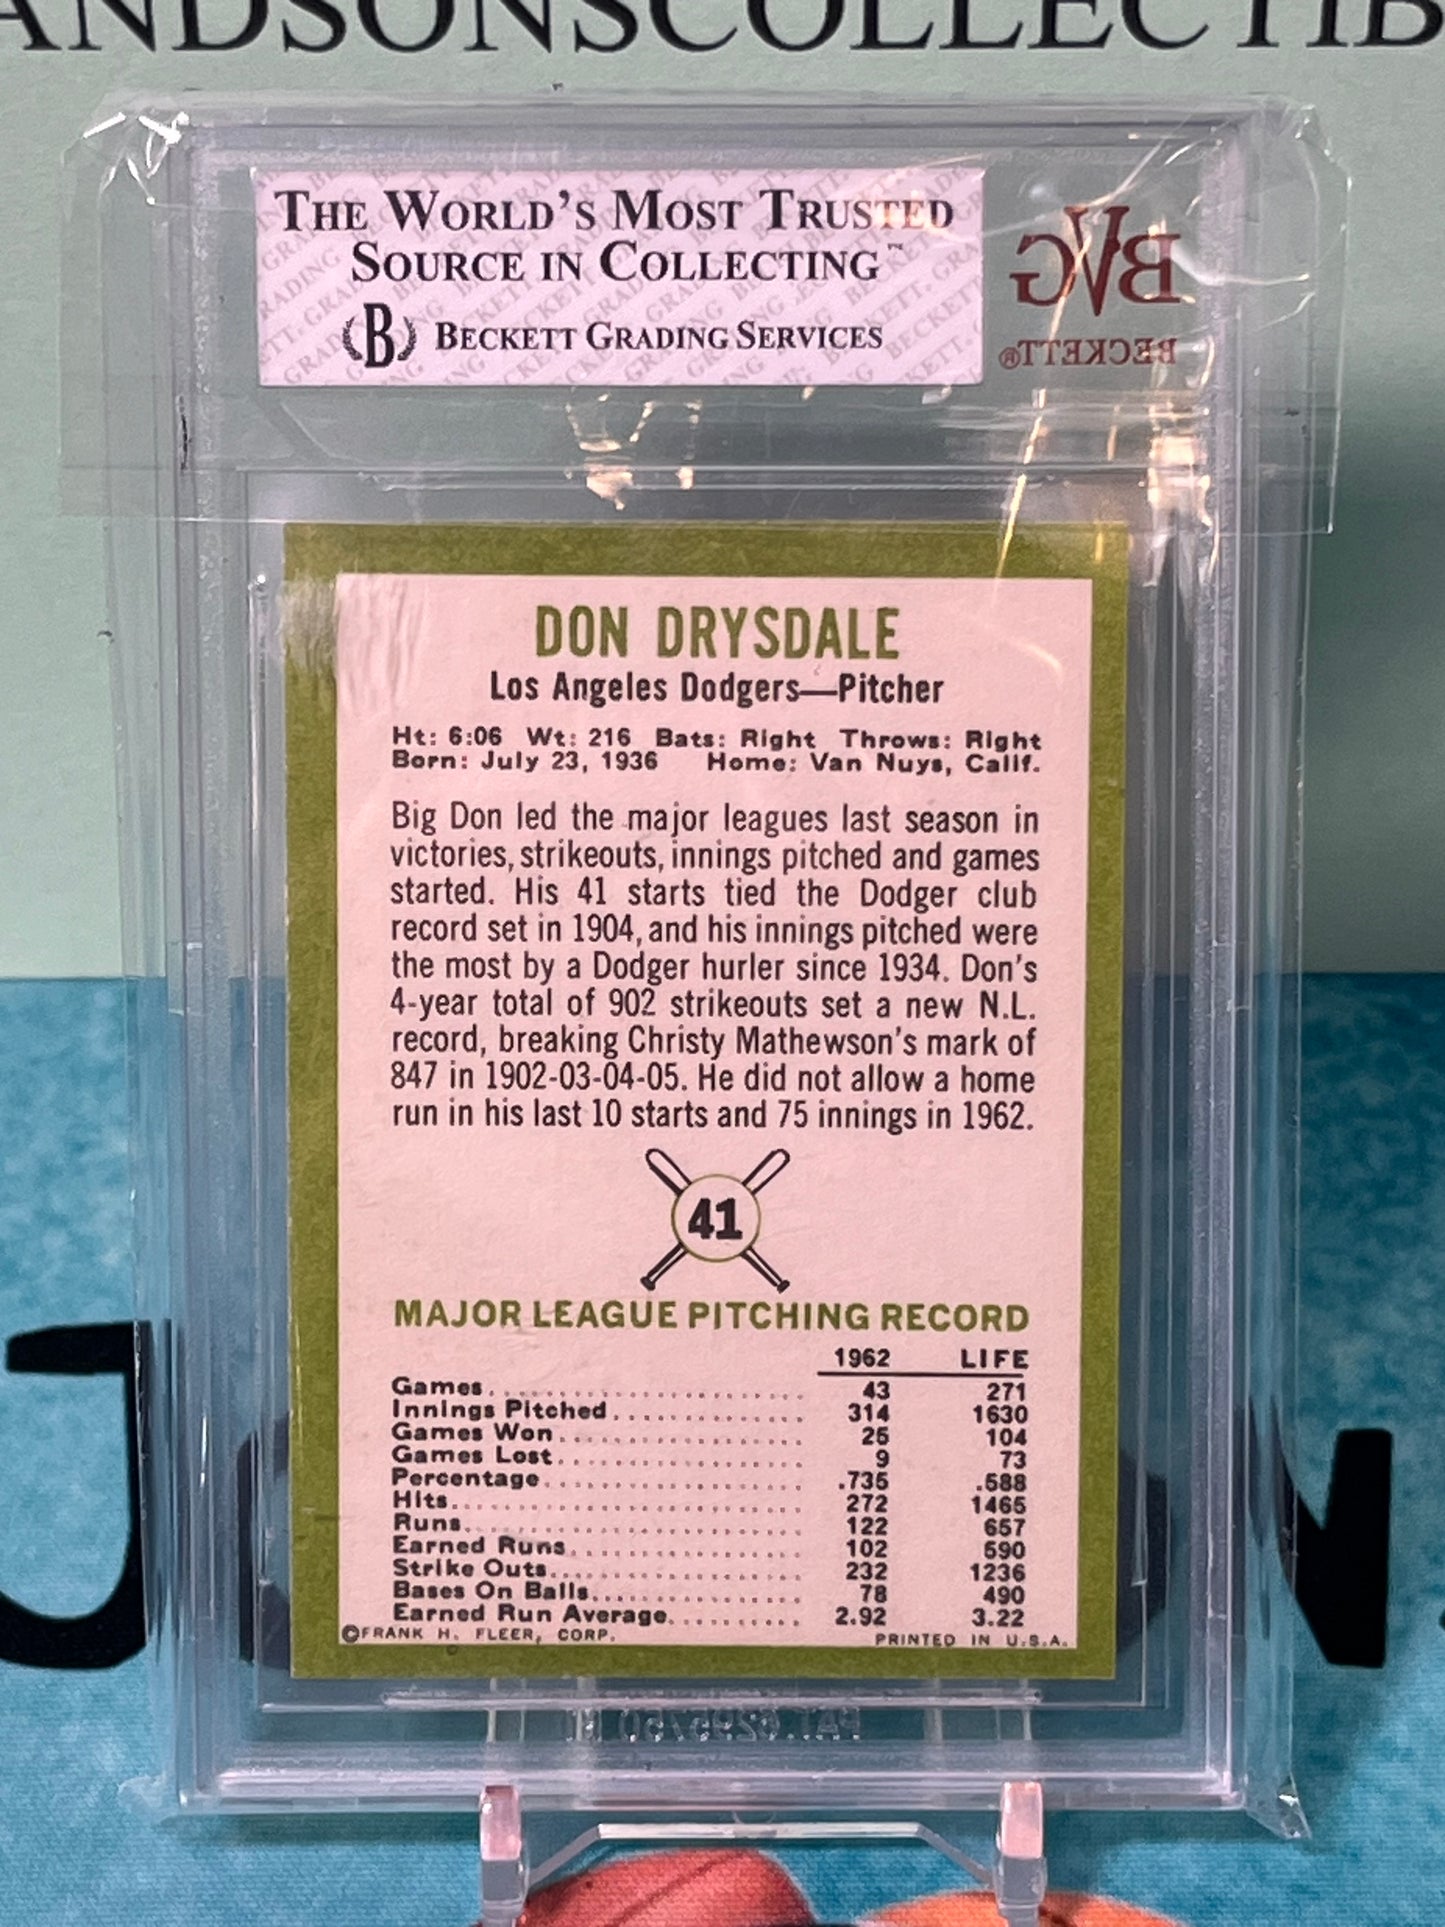 ANDSONSCOLLECTIB
THE WORLD'S MOST TRUSTED
SOURCE IN COLLECTING™
B BECKETT GRADING SERVICES
BVG
BECKETT®
DON DRYSDALE
Los Angeles Dodgers—Pitcher
Ht: 6:06 Wt: 216 Bats: Right Throws: Right
Born: July 23, 1936 Home: Van Nuys, Calif.
Big Don led the major leagues last season in
victories, strikeouts, innings pitched and games
started. His 41 starts tied the Dodger club
record set in 1904, and his innings pitched were
the most by a Dodger hurler since 1934. Don's
4-year total of 902 strikeouts set a new N.L.
record, breaking Christy Mathewson's mark of
847 in 1902-03-04-05. He did not allow a home
run in his last 10 starts and 75 innings in 1962.
41
MAJOR LEAGUE PITCHING RECORD
1962 LIFE
Games 43 271
Innings Pitched 314 1630
Games Won 25 104
Games Lost 9 73
Percentage .735 .588
Hits 272 1465
Runs 122 657
Earned Runs 102 590
Strike Outs 232 1236
Bases On Balls 78 490
Earned Run Average 2.92 3.22
©FRANK H. FLEER, CORP. PRINTED IN U.S.A.
PAT.6295750